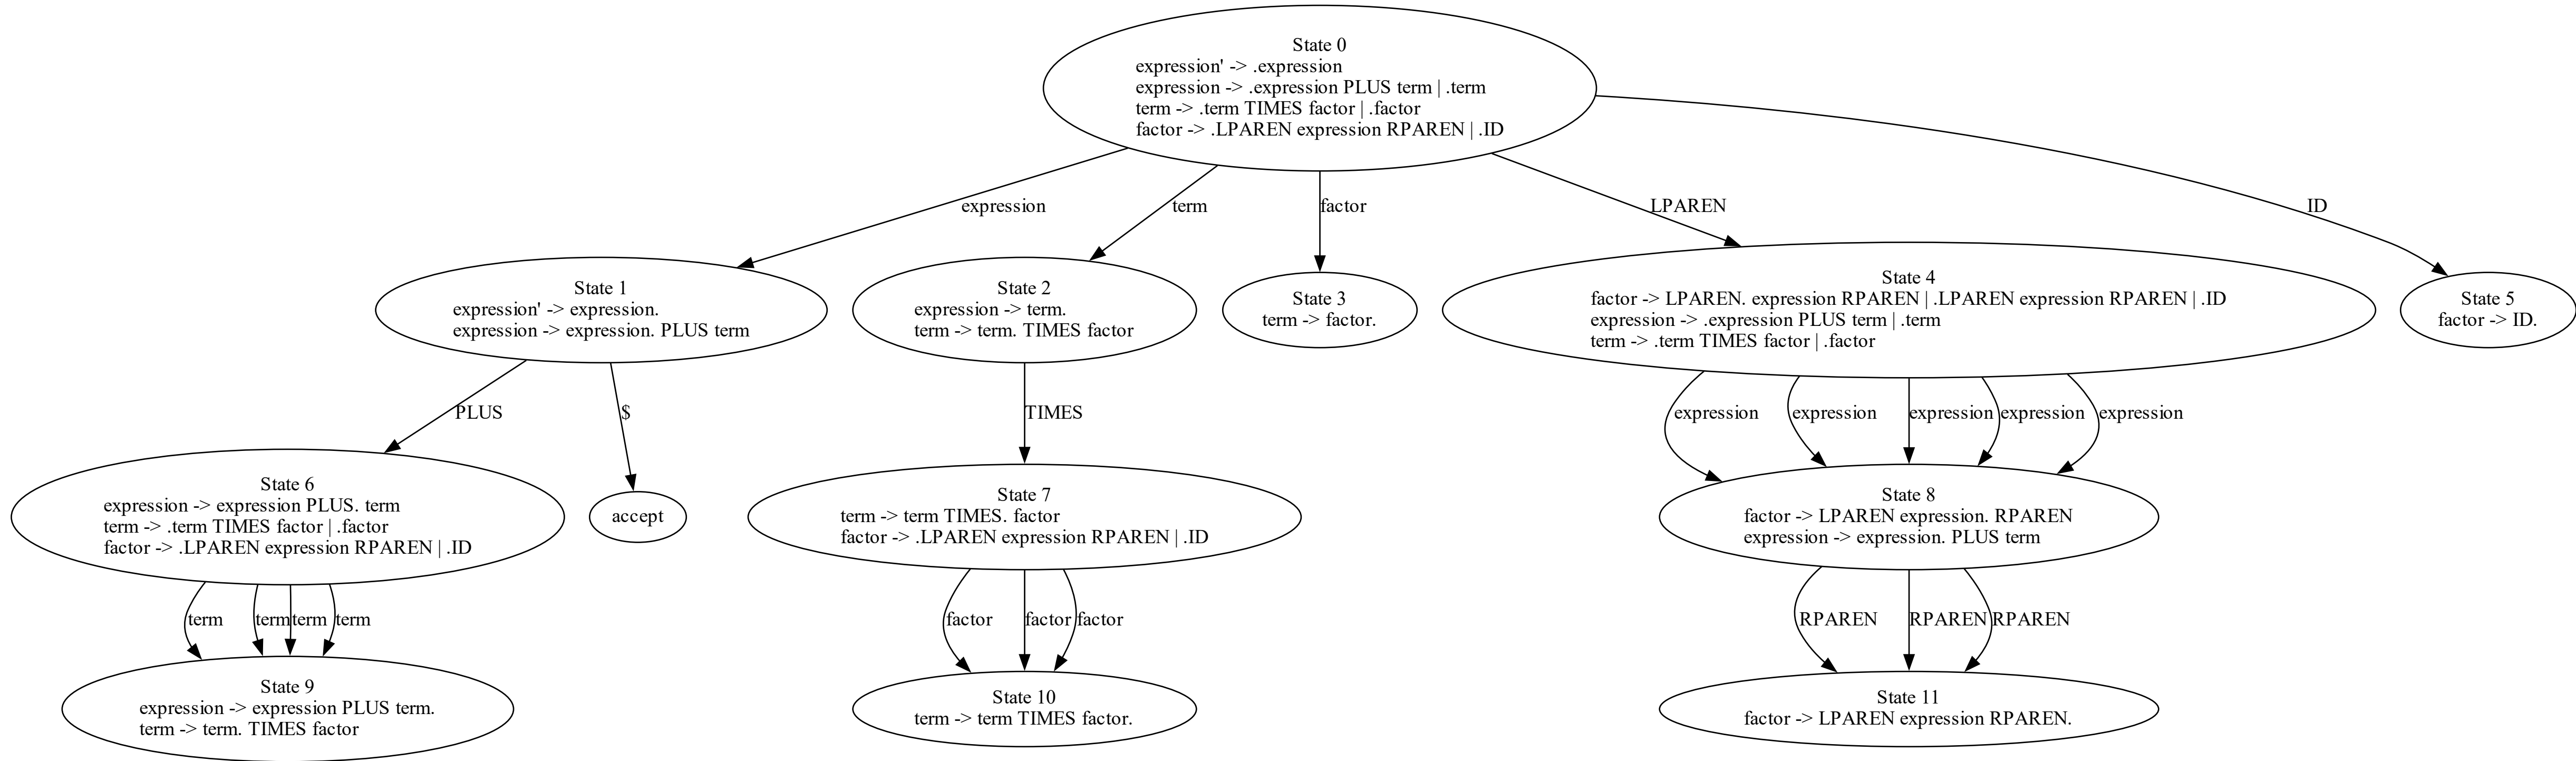 State 0
expression' -> .expression
expression -> .expression PLUS term | .term
term -> .term TIMES factor | .factor
factor -> .LPAREN expression RPAREN | .ID
expression
term
factor
LPAREN
ID
State 1
expression' -> expression.
expression -> expression. PLUS term
State 2
expression -> term.
term -> term. TIMES factor
State 3
term -> factor.
State 4
factor -> LPAREN. expression RPAREN | .LPAREN expression RPAREN | .ID
expression -> .expression PLUS term | .term
term -> .term TIMES factor | .factor
State 5
factor -> ID.
PLUS
$
TIMES
expression
expression
expression
expression
expression
State 6
expression -> expression PLUS. term
term -> .term TIMES factor | .factor
factor -> .LPAREN expression RPAREN | .ID
accept
State 7
term -> term TIMES. factor
factor -> .LPAREN expression RPAREN | .ID
State 8
factor -> LPAREN expression. RPAREN
expression -> expression. PLUS term
term
term
term
term
factor
factor
factor
RPAREN
RPAREN
RPAREN
State 9
expression -> expression PLUS term.
term -> term. TIMES factor
State 10
term -> term TIMES factor.
State 11
factor -> LPAREN expression RPAREN.